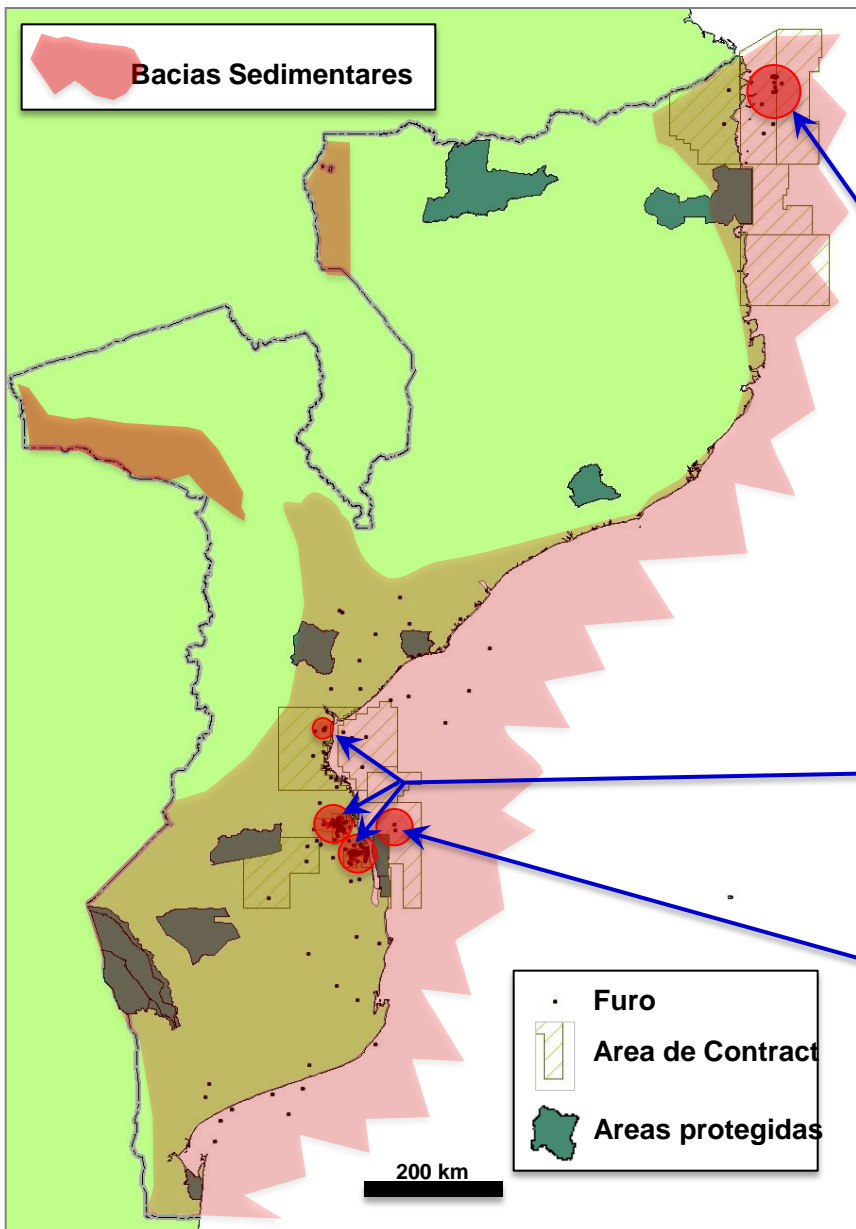 Bacias Sedimentares
Furo
Area de Contract
Areas protegidas
200 km